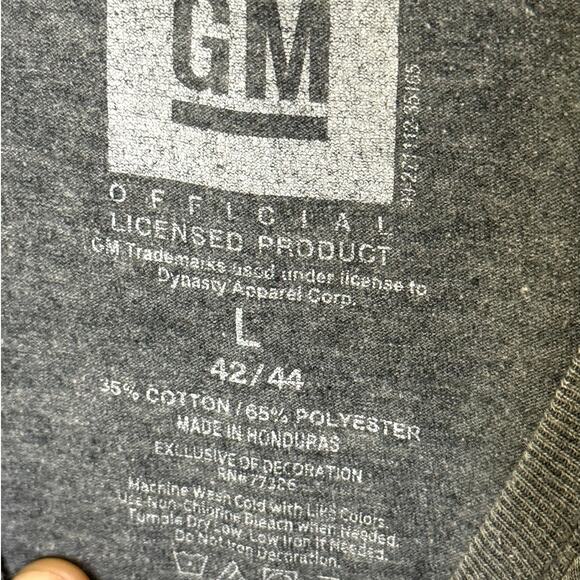 GM
OFFICIAL
LICENSED PRODUCT
GM Trademarks used under license to
Dynasty Apparel Corp.
L
42/44
35% COTTON / 65% POLYESTER
MADE IN HONDURAS
EXCLUSIVE OF DECORATION
RN#77326
Machine Wash Cold with Like Colors
Use Non-Chlorine Bleach when Needed.
Tumble Dry Low. Low Iron if Needed.
Do Not Iron Decoration.